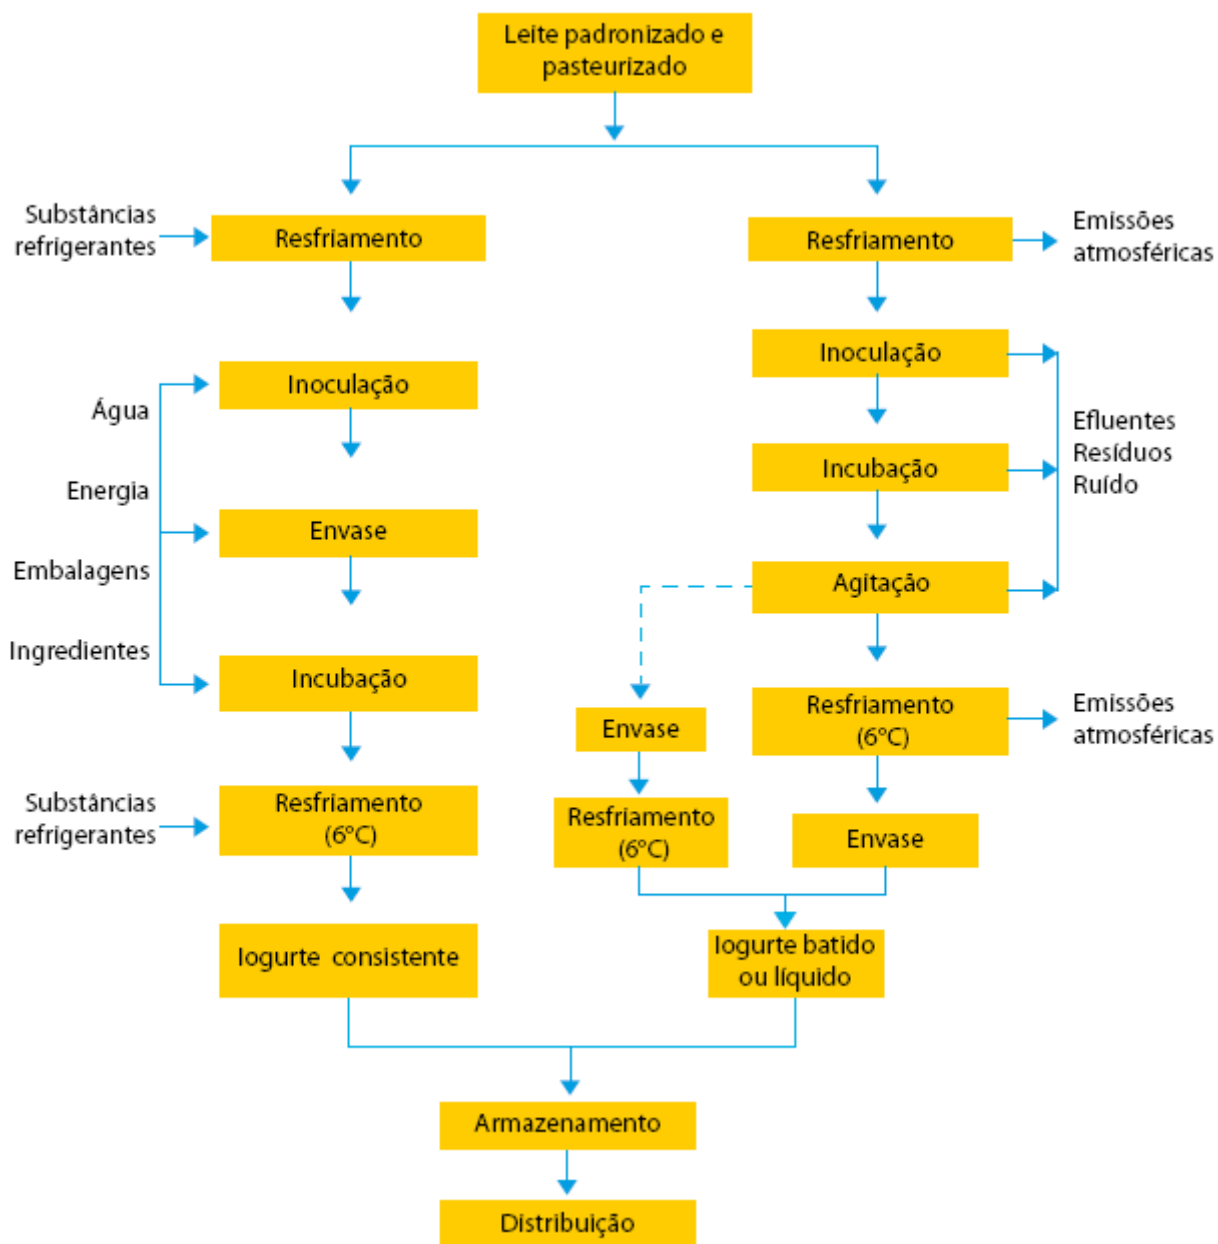 Leite padronizado e
pasteurizado
Substâncias
refrigerantes
Resfriamento
Resfriamento
Emissões
atmosféricas
Inoculação
Inoculação
Água
Efluentes
Resíduos
Ruído
Incubação
Energia
Envase
Embalagens
Agitação
Ingredientes
Incubação
Resfriamento
(6°C)
Emissões
atmosféricas
Envase
Substâncias
refrigerantes
Resfriamento
(6°C)
Resfriamento
(6°C)
Envase
Iogurte consistente
Iogurte batido
ou líquido
Armazenamento
Distribuição